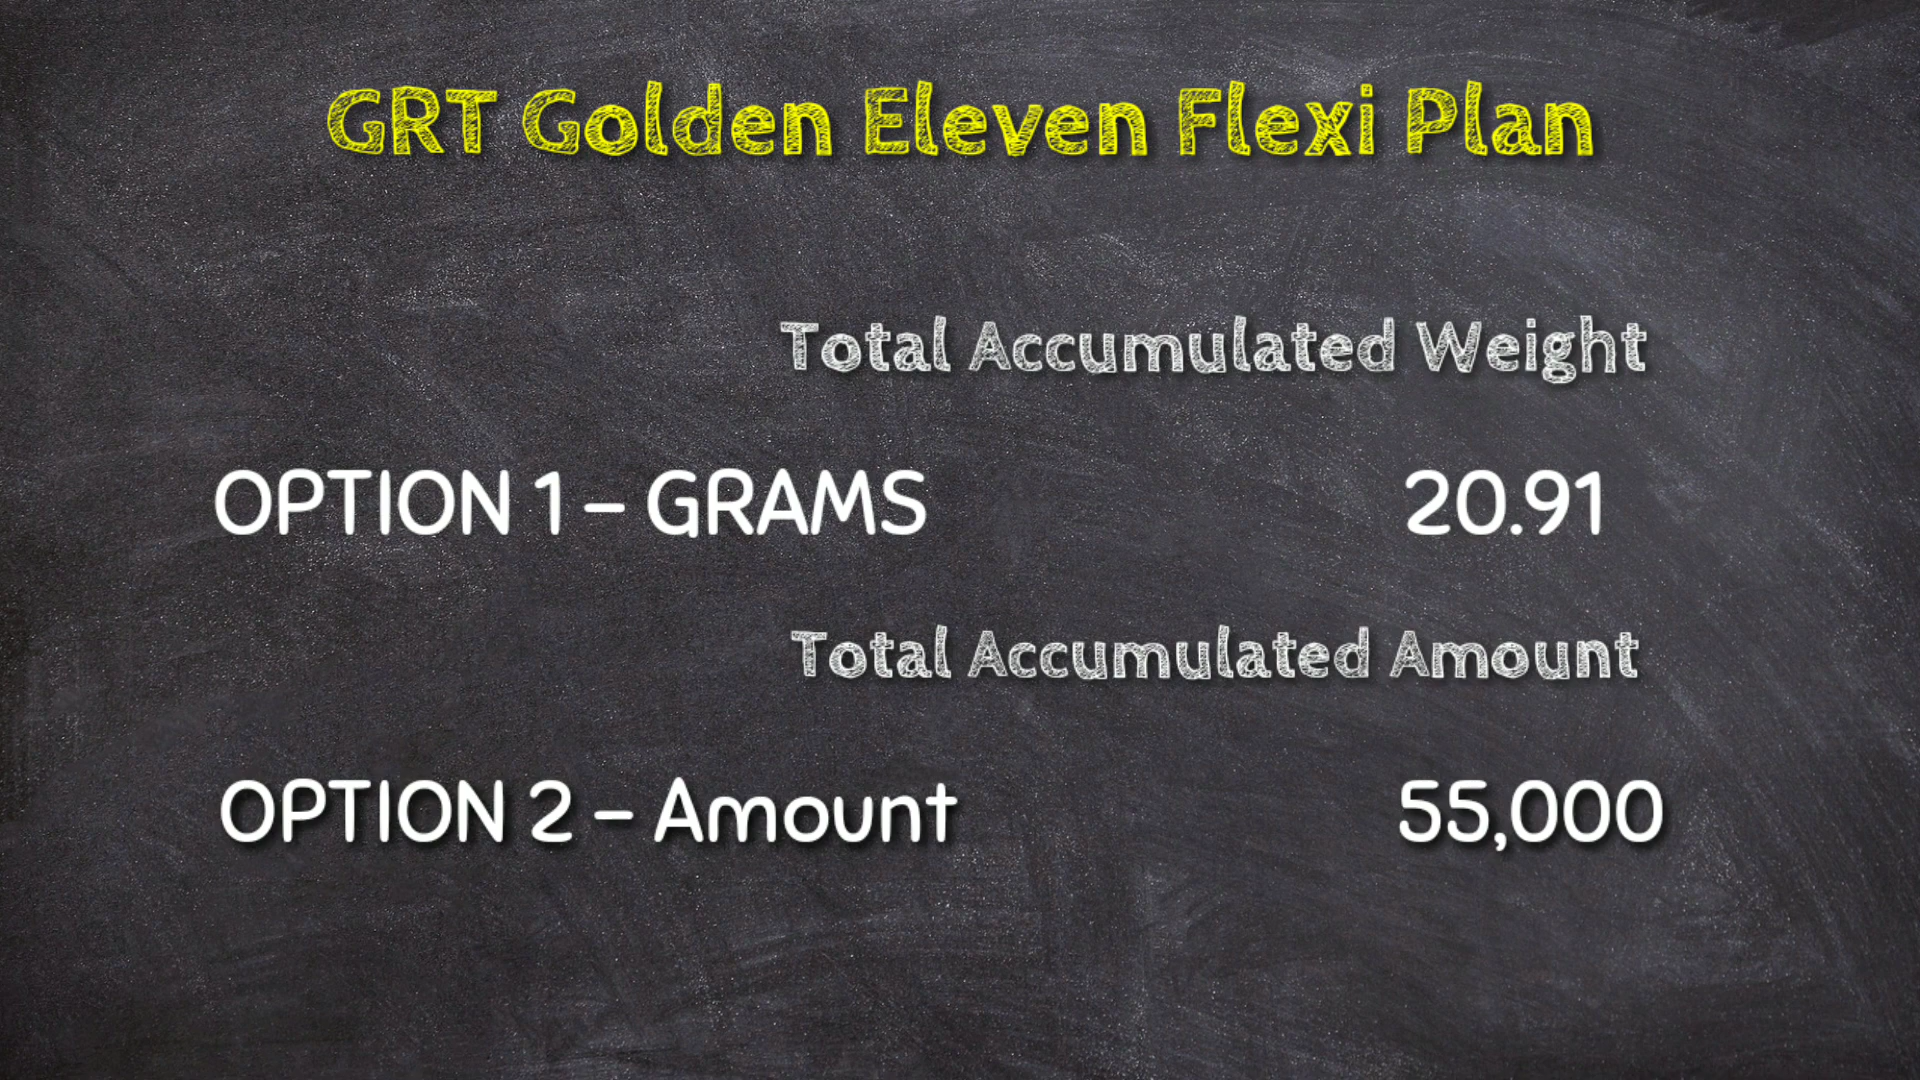 GRT Golden Eleven Flexi Plan
Total Accumulated Weight
OPTION 1 – GRAMS 20.91
Total Accumulated Amount
OPTION 2 – Amount 55,000